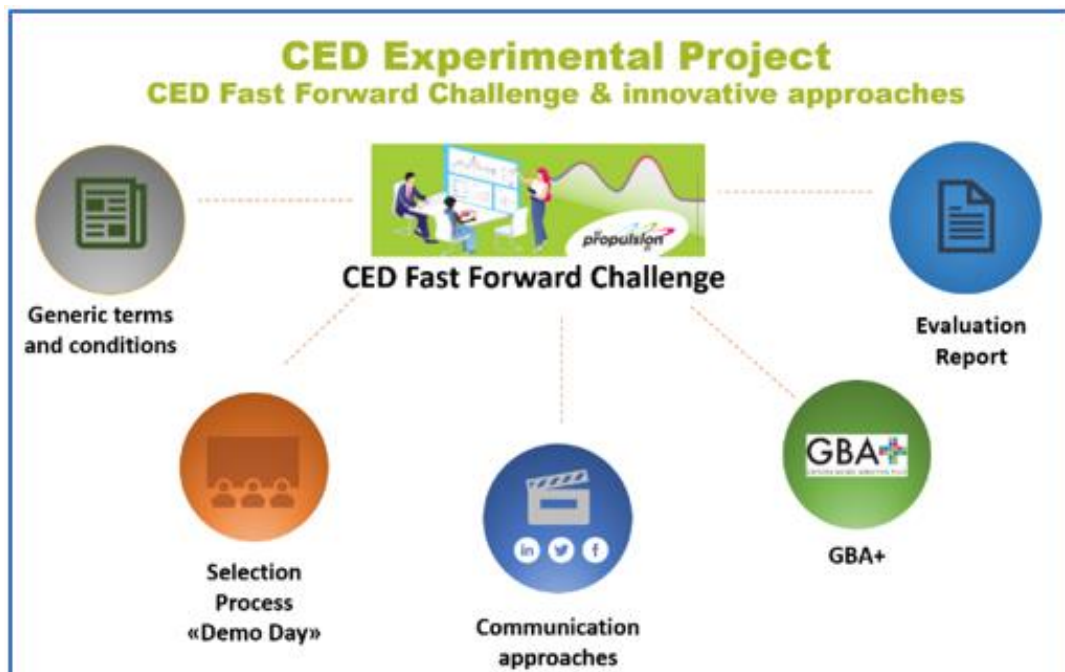 CED Experimental Project
CED Fast Forward Challenge & innovative approaches
propulsion
CED Fast Forward Challenge
Generic terms
and conditions
Evaluation
Report
Selection
Process
«Demo Day»
in
f
Communication
approaches
GBA+
GBA+